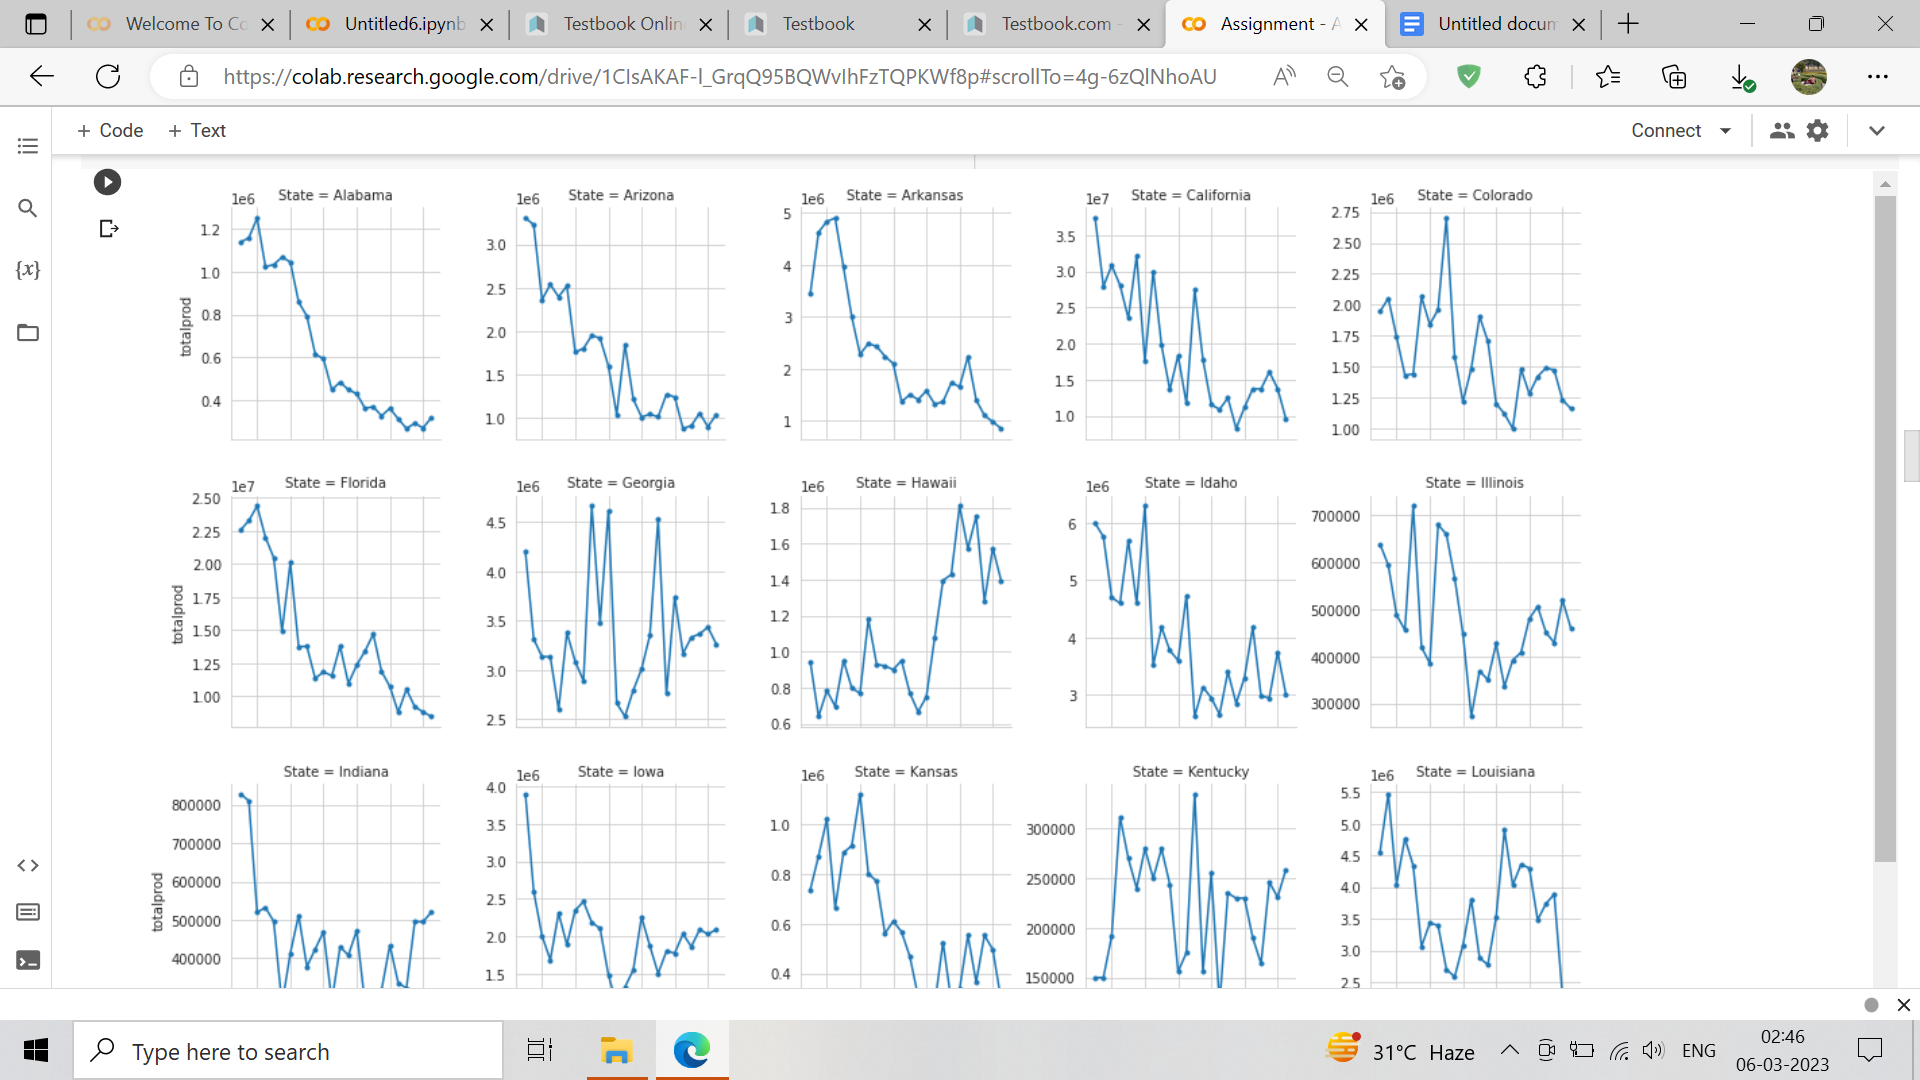 Welcome To Co
Untitled6.ipynb
Testbook Onlin
Testbook
Testbook.com -
Assignment - A
Untitled docum
https://colab.research.google.com/drive/1CIsAKAF-l_GrqQ95BQWvIhFzTQPKWf8p#scrollTo=4g-6zQlNhoAU
+ Code + Text
Connect
1e6 State = Alabama
1.2
1.0
0.8
0.6
0.4
totalprod
1e6 State = Arizona
3.0
2.5
2.0
1.5
1.0
1e6 State = Arkansas
5
4
3
2
1
1e7 State = California
3.5
3.0
2.5
2.0
1.5
1.0
1e6 State = Colorado
2.75
2.50
2.25
2.00
1.75
1.50
1.25
1.00
1e7 State = Florida
2.50
2.25
2.00
1.75
1.50
1.25
1.00
totalprod
1e6 State = Georgia
4.5
4.0
3.5
3.0
2.5
1e6 State = Hawaii
1.8
1.6
1.4
1.2
1.0
0.8
0.6
1e6 State = Idaho
6
5
4
3
State = Illinois
700000
600000
500000
400000
300000
State = Indiana
800000
700000
600000
500000
400000
totalprod
1e6 State = Iowa
4.0
3.5
3.0
2.5
2.0
1.5
1e6 State = Kansas
1.0
0.8
0.6
0.4
State = Kentucky
300000
250000
200000
150000
1e6 State = Louisiana
5.5
5.0
4.5
4.0
3.5
3.0
2.5
{x}
Type here to search
31°C Haze
ENG
02:46
06-03-2023